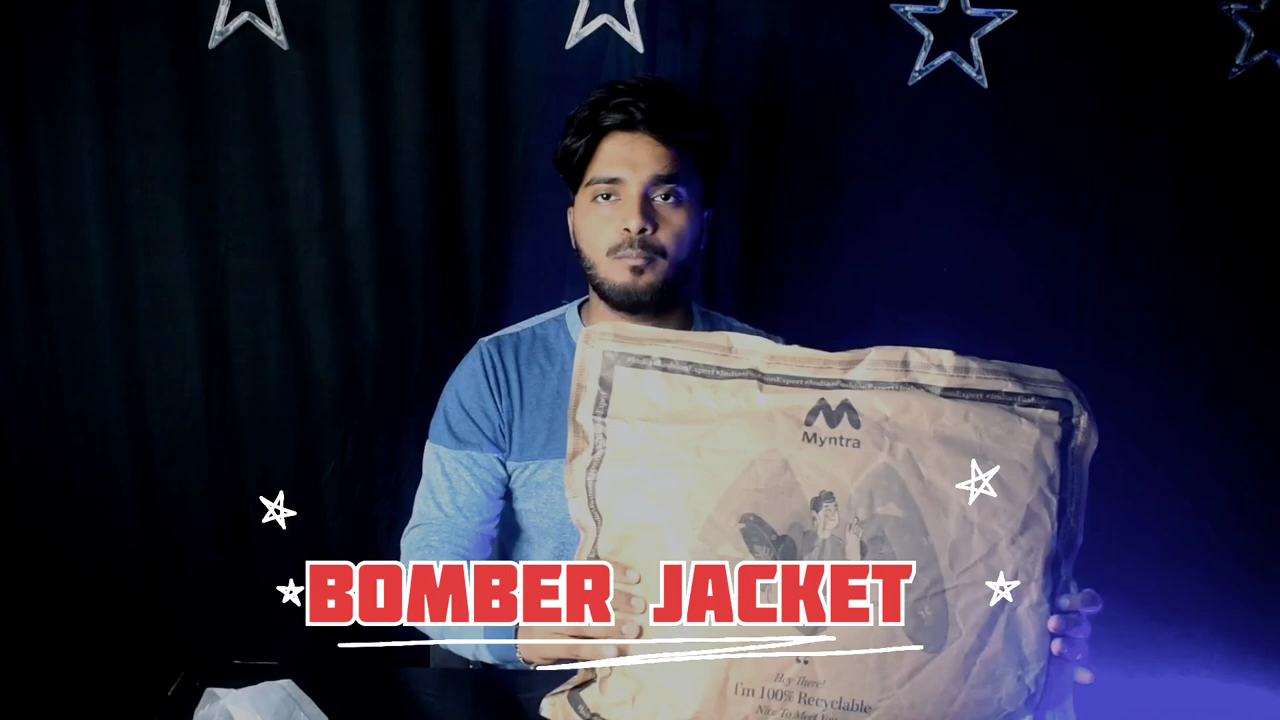 Myntra
BOMBER JACKET
Hey There!
I'm 100% Recyclable
Nice To Meet You